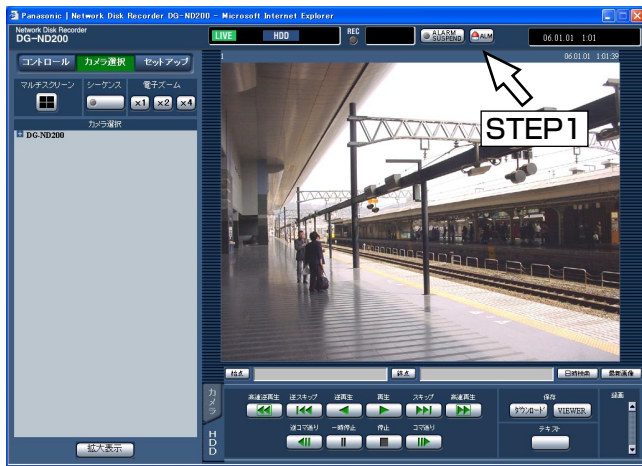 Panasonic | Network Disk Recorder DG-ND200 - Microsoft Internet Explorer
Network Disk Recorder
DG-ND200
LIVE HDD REC ALARM SUSPEND ALM 06.01.01 1:01
コントロール カメラ選択 セットアップ
1 06.01.01 1:01:39
マルチスクリーン シーケンス 電子ズーム
x1 x2 x4
カメラ選択
DG-ND200
STEP1
始点 終点 日時検索 最新画像
カメラ
HDD
高速逆再生 逆スキップ 逆再生 再生 スキップ 高速再生 保存 録画
ダウンロード VIEWER
逆コマ送り 一時停止 停止 コマ送り テキスト
拡大表示